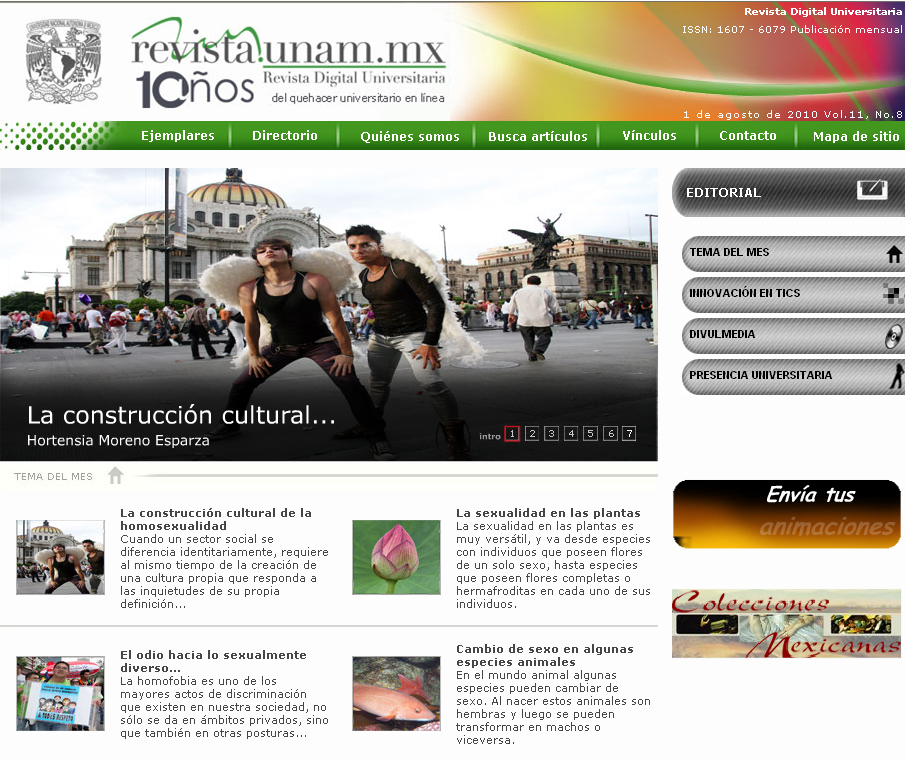 Revista Digital Universitaria
ISSN: 1607 - 6079 Publicación mensual
revista.unam.mx
Revista Digital Universitaria
10ños
del quehacer universitario en línea
1 de agosto de 2010 Vol.11, No.8
Ejemplares Directorio Quiénes somos Busca artículos Vínculos Contacto Mapa de sitio
EDITORIAL
TEMA DEL MES
INNOVACIÓN EN TICS
DIVULMEDIA
PRESENCIA UNIVERSITARIA
La construcción cultural...
Hortensia Moreno Esparza
intro 1 2 3 4 5 6 7
TEMA DEL MES
Envía tus
animaciones
Colecciones
Mexicanas
La construcción cultural de la
homosexualidad
Cuando un sector social se
diferencia identitariamente, requiere
al mismo tiempo de la creación de
una cultura propia que responda a
las inquietudes de su propia
definición...
La sexualidad en las plantas
La sexualidad en las plantas es
muy versátil, y va desde especies
con individuos que poseen flores
de un solo sexo, hasta especies
que poseen flores completas o
hermafroditas en cada uno de sus
individuos.
El odio hacia lo sexualmente
diverso...
La homofobia es uno de los
mayores actos de discriminación
que existen en nuestra sociedad, no
sólo se da en ámbitos privados, sino
que también en otras posturas...
Cambio de sexo en algunas
especies animales
En el mundo animal algunas
especies pueden cambiar de
sexo. Al nacer estos animales son
hembras y luego se pueden
transformar en machos o
viceversa.